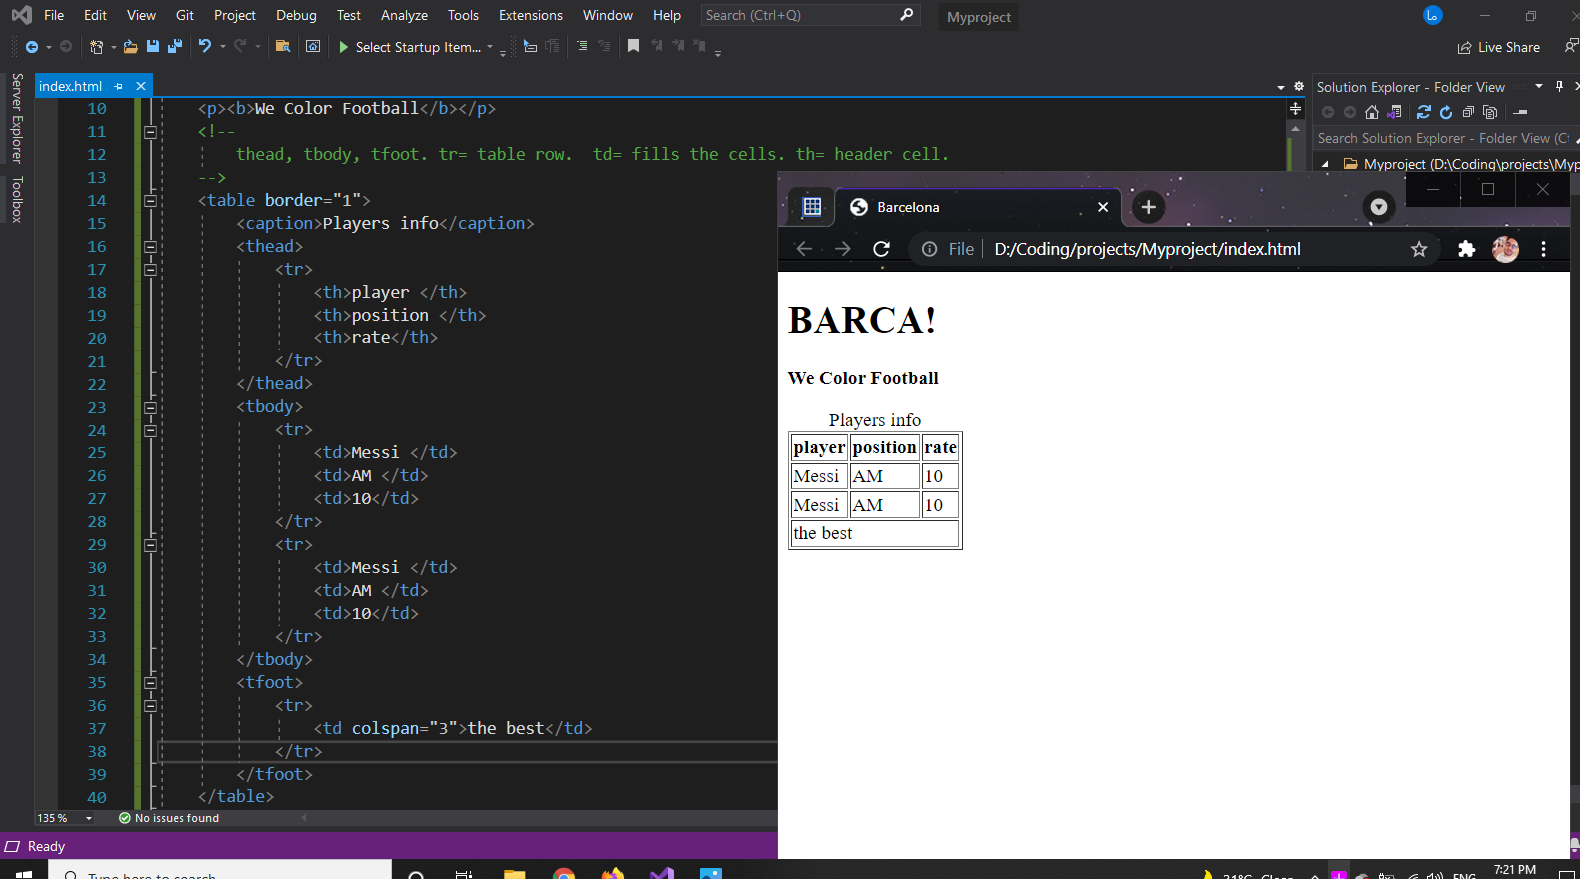 File Edit View Git Project Debug Test Analyze Tools Extensions Window Help Search (Ctrl+Q) Myproject
Select Startup Item... Live Share
Server Explorer
Toolbox
index.html
10 <p><b>We Color Football</b></p>
11 <!--
12 thead, tbody, tfoot. tr= table row.  td= fills the cells. th= header cell.
13 -->
14 <table border="1">
15 <caption>Players info</caption>
16 <thead>
17 <tr>
18 <th>player </th>
19 <th>position </th>
20 <th>rate</th>
21 </tr>
22 </thead>
23 <tbody>
24 <tr>
25 <td>Messi </td>
26 <td>AM </td>
27 <td>10</td>
28 </tr>
29 <tr>
30 <td>Messi </td>
31 <td>AM </td>
32 <td>10</td>
33 </tr>
34 </tbody>
35 <tfoot>
36 <tr>
37 <td colspan="3">the best</td>
38 </tr>
39 </tfoot>
40 </table>
135 % No issues found
Ready
Solution Explorer - Folder View
Search Solution Explorer - Folder View (Ct
Myproject (D:\Coding\projects\Myp
Barcelona
File D:/Coding/projects/Myproject/index.html
BARCA!
We Color Football
Players info
player position rate
Messi AM 10
Messi AM 10
the best
Type here to search
31°C Clear ENG 7:21 PM